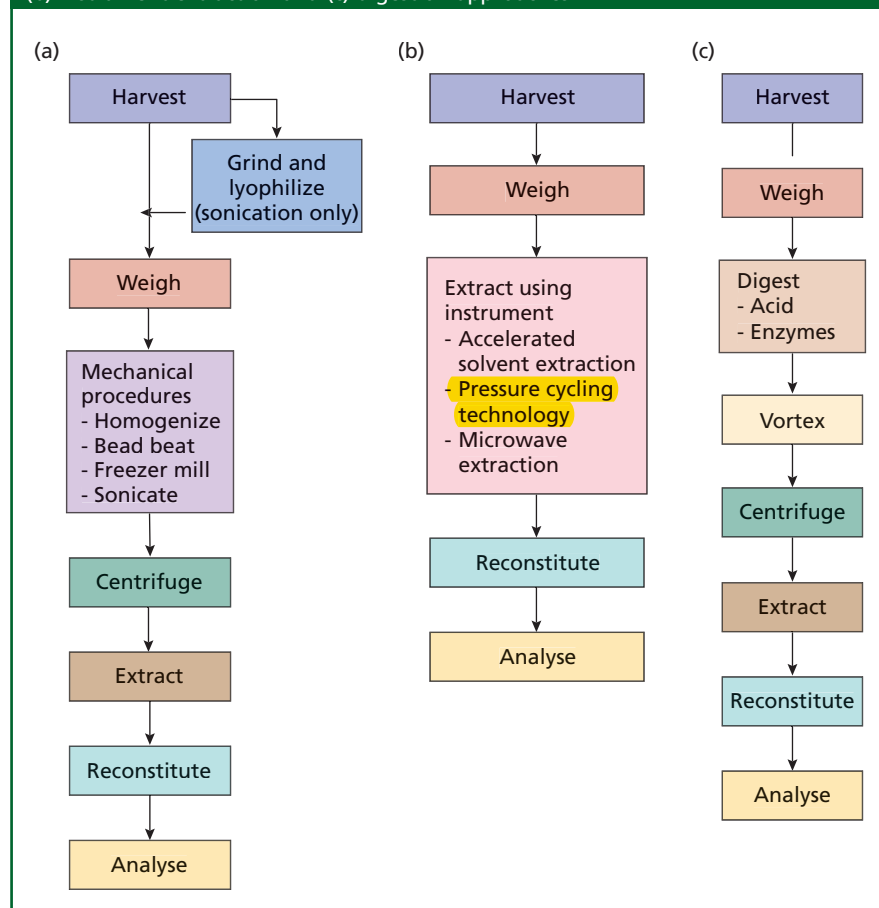 (a)
Harvest
Grind and
lyophilize
(sonication only)
Weigh
Mechanical
procedures
- Homogenize
- Bead beat
- Freezer mill
- Sonicate
Centrifuge
Extract
Reconstitute
Analyse
(b)
Harvest
Weigh
Extract using
instrument
- Accelerated
solvent extraction
- Pressure cycling
technology
- Microwave
extraction
Reconstitute
Analyse
(c)
Harvest
Weigh
Digest
- Acid
- Enzymes
Vortex
Centrifuge
Extract
Reconstitute
Analyse